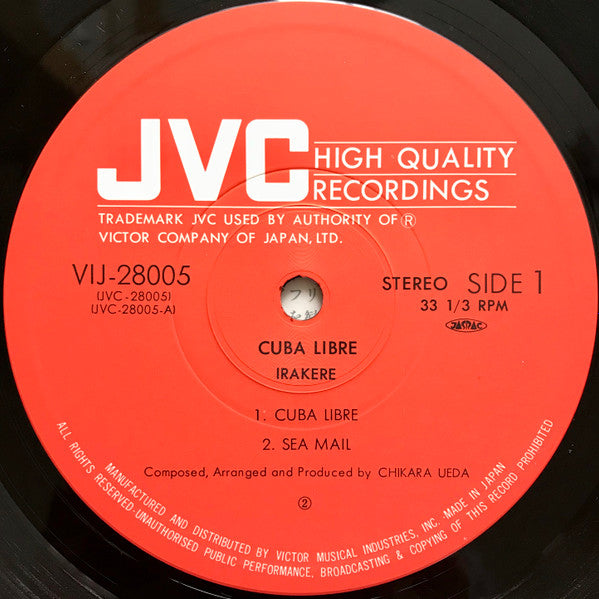 JVC
HIGH QUALITY
RECORDINGS
TRADEMARK JVC USED BY AUTHORITY OF ®
VICTOR COMPANY OF JAPAN, LTD.
VIJ-28005
(JVC-28005)
(JVC-28005-A)
STEREO SIDE 1
33 1/3 RPM
JASRAC
フリ
CUBA LIBRE
IRAKERE
1. CUBA LIBRE
2. SEA MAIL
Composed, Arranged and Produced by CHIKARA UEDA
②
MANUFACTURED AND DISTRIBUTED BY VICTOR MUSICAL INDUSTRIES, INC. MADE IN JAPAN
ALL RIGHTS RESERVED-UNAUTHORISED PUBLIC PERFORMANCE, BROADCASTING & COPYING OF THIS RECORD PROHIBITED